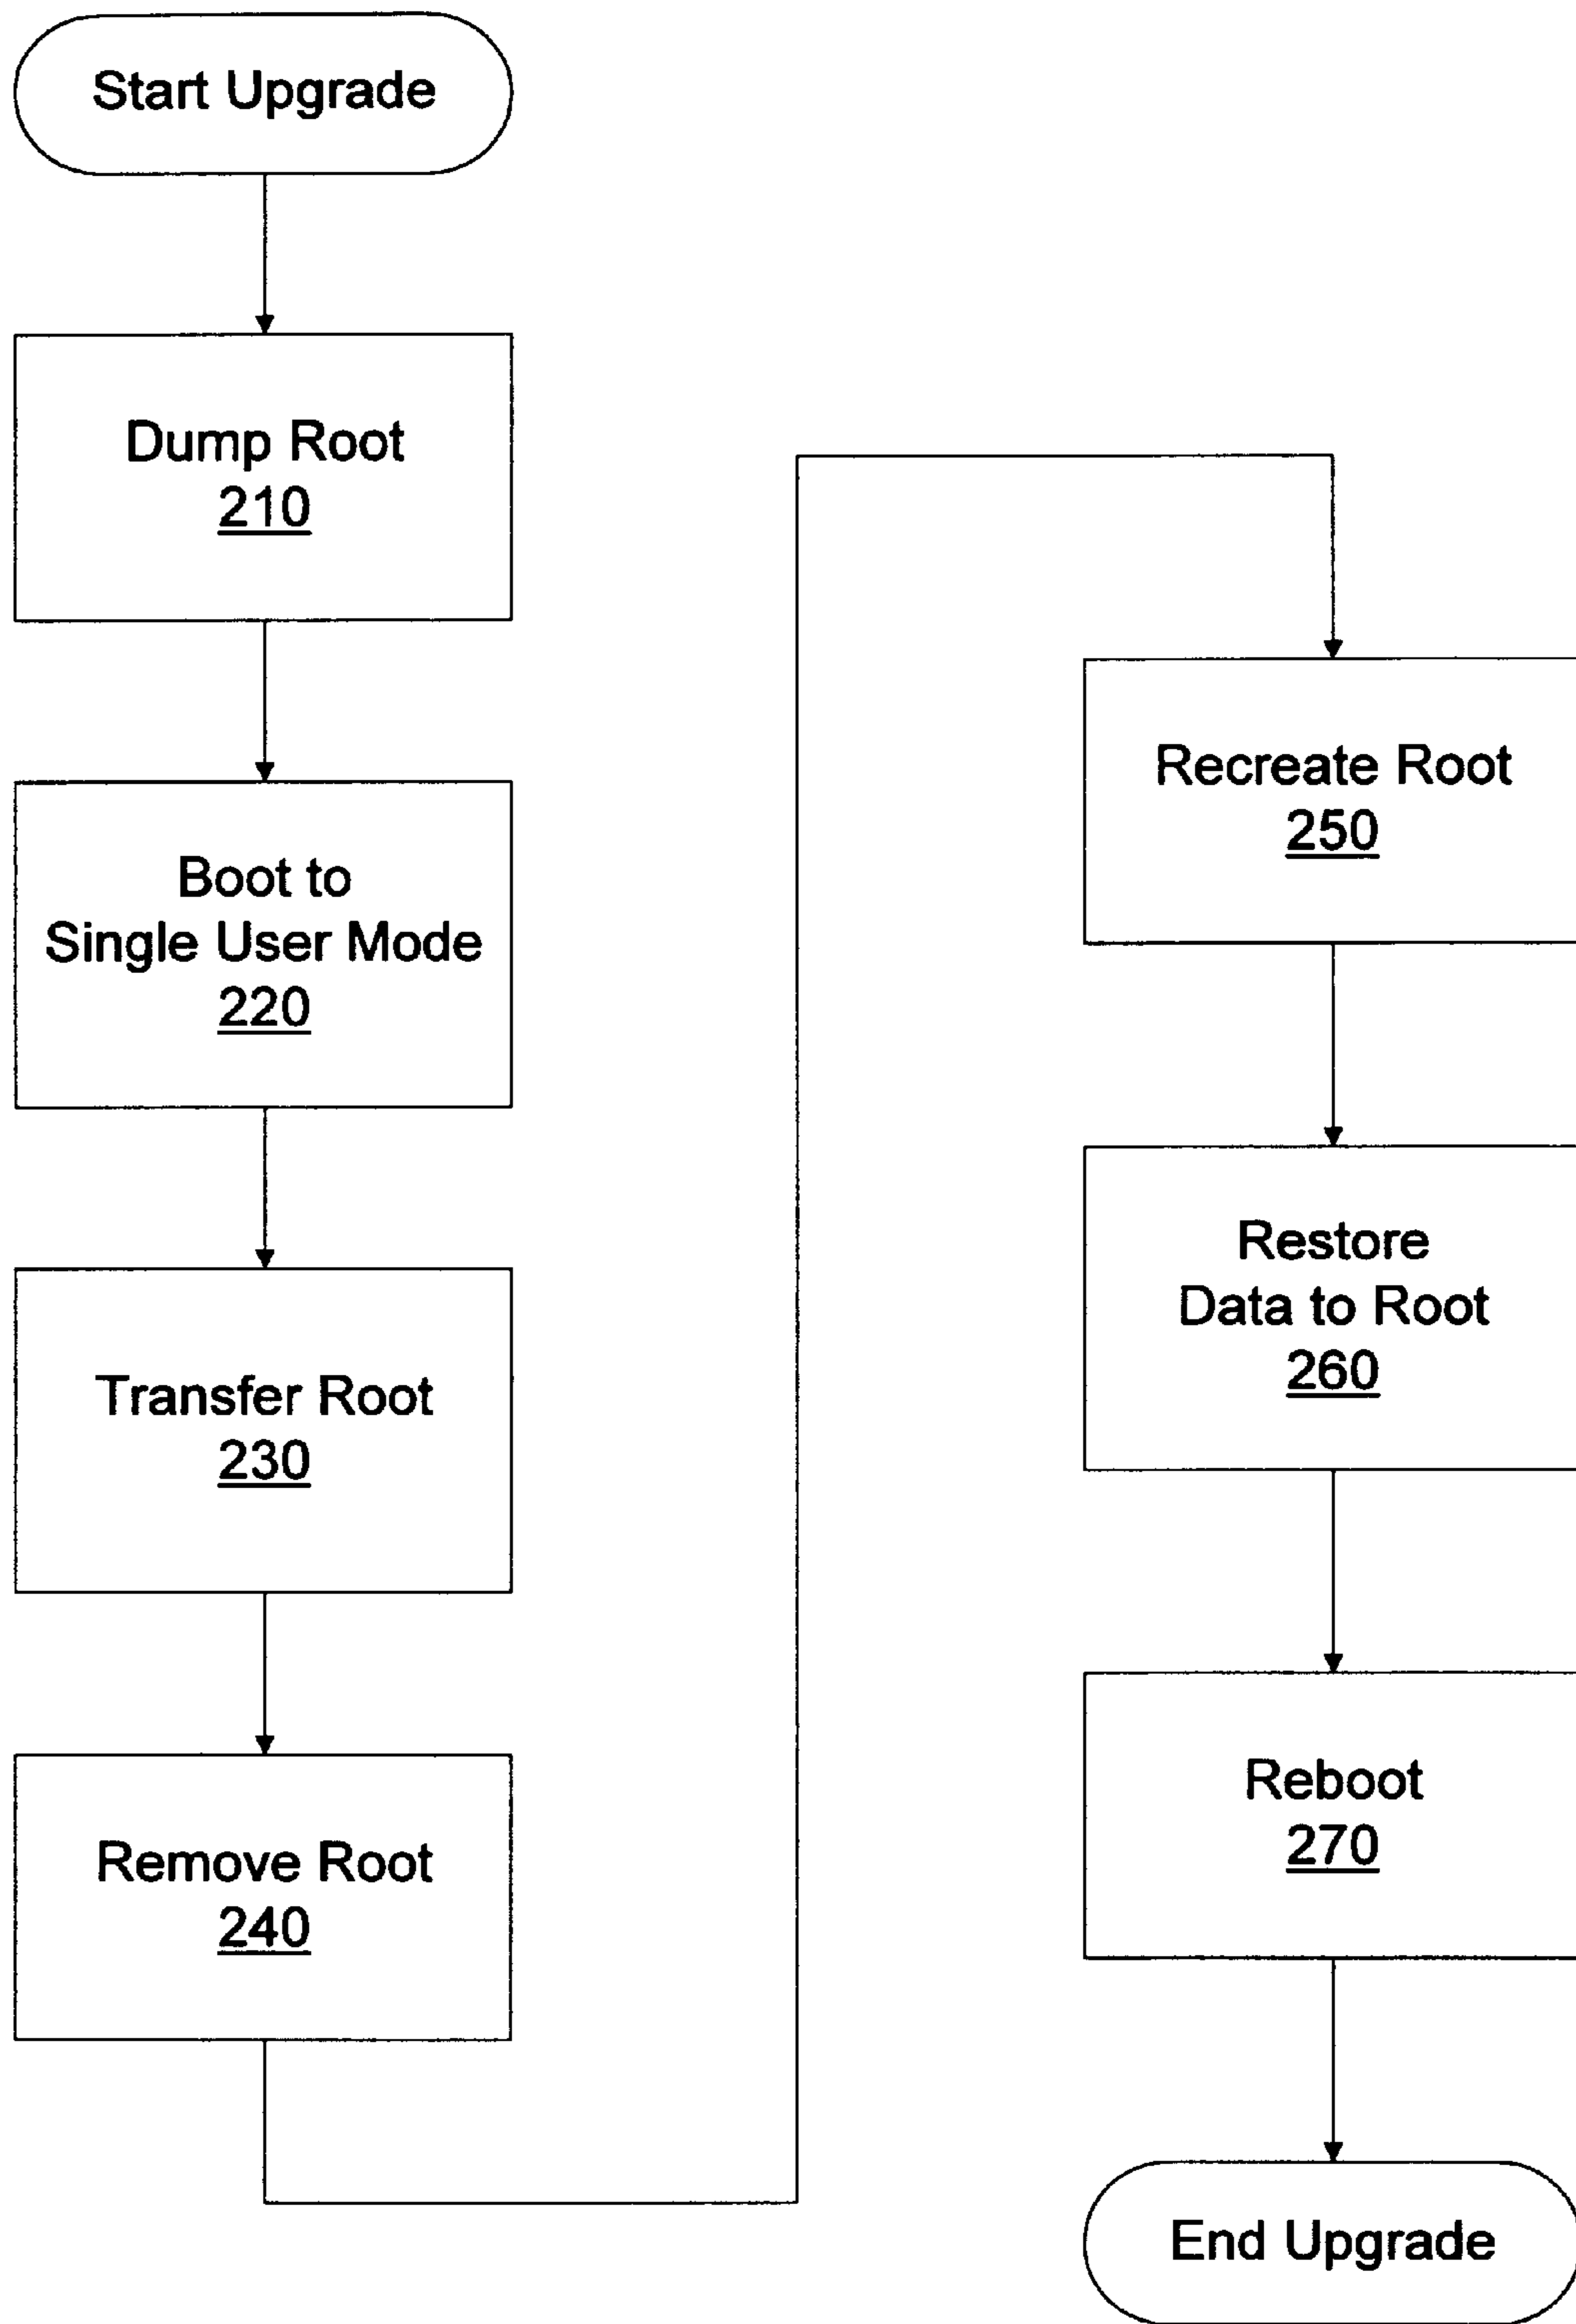 Start Upgrade
Dump Root
210
Boot to
Single User Mode
220
Transfer Root
230
Remove Root
240
Recreate Root
250
Restore
Data to Root
260
Reboot
270
End Upgrade